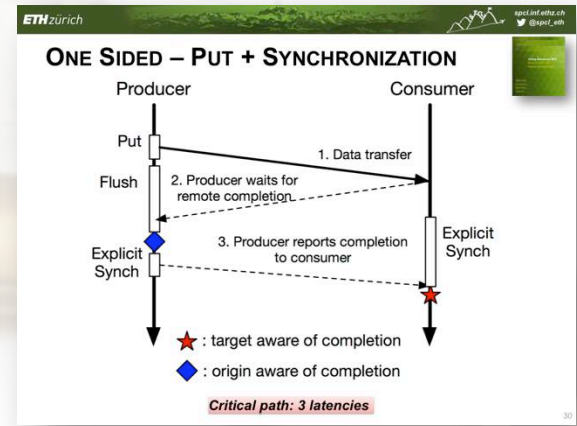 ETH zürich
spcl.inf.ethz.ch
@spcl_eth
ONE SIDED – PUT + SYNCHRONIZATION
Producer
Consumer
Put
1. Data transfer
Flush
2. Producer waits for
remote completion
Explicit
Synch
3. Producer reports completion
to consumer
Explicit
Synch
: target aware of completion
: origin aware of completion
Critical path: 3 latencies
30